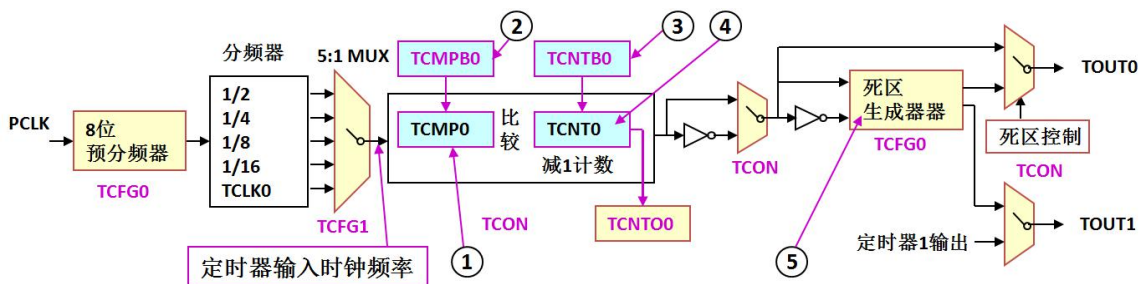 分频器
5:1 MUX
TCMPB0
②
TCNTB0
③
④
PCLK
8位
预分频器
TCFG0
1/2
1/4
1/8
1/16
TCLK0
TCFG1
TCMP0
比较
TCNT0
减1计数
TCON
TCNTO0
定时器输入时钟频率
①
TCON
死区
生成器器
TCFG0
⑤
TOUT0
死区控制
TCON
定时器1输出
TOUT1